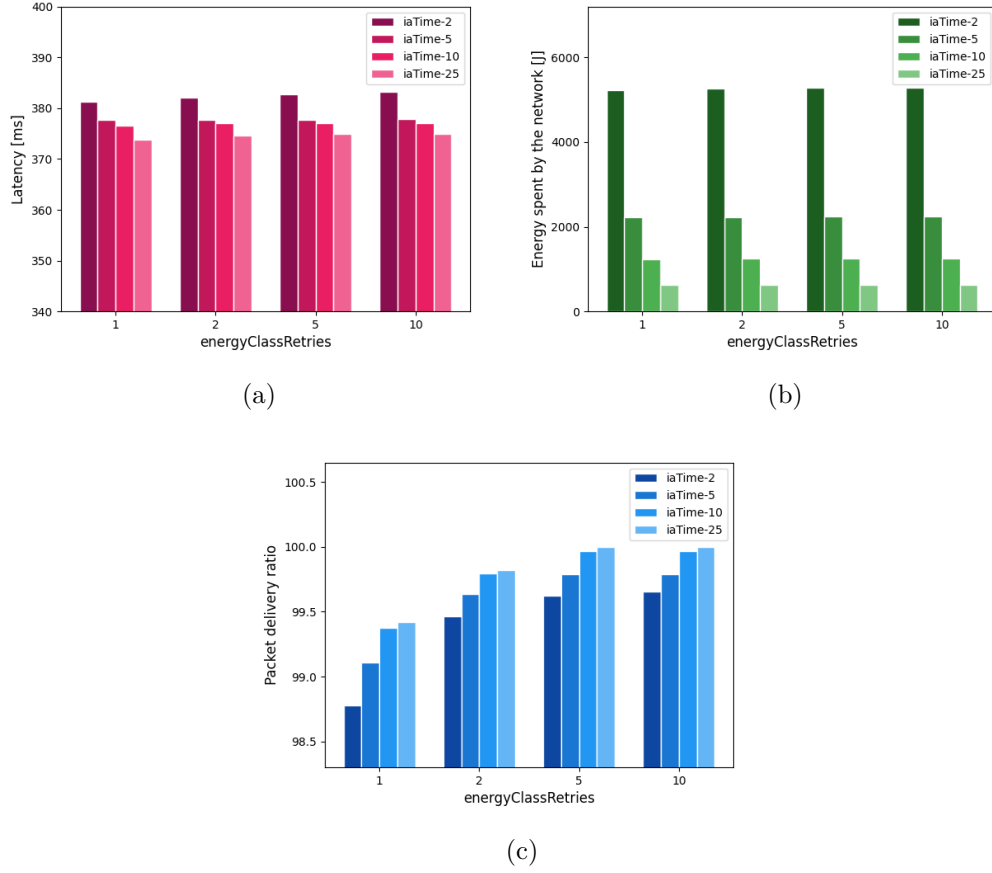 400
390
380
370
360
350
340
Latency [ms]
iaTime-2
iaTime-5
iaTime-10
iaTime-25
1 2 5 10
energyClassRetries
(a)
6000
4000
2000
0
Energy spent by the network [J]
iaTime-2
iaTime-5
iaTime-10
iaTime-25
1 2 5 10
energyClassRetries
(b)
100.5
100.0
99.5
99.0
98.5
Packet delivery ratio
iaTime-2
iaTime-5
iaTime-10
iaTime-25
1 2 5 10
energyClassRetries
(c)